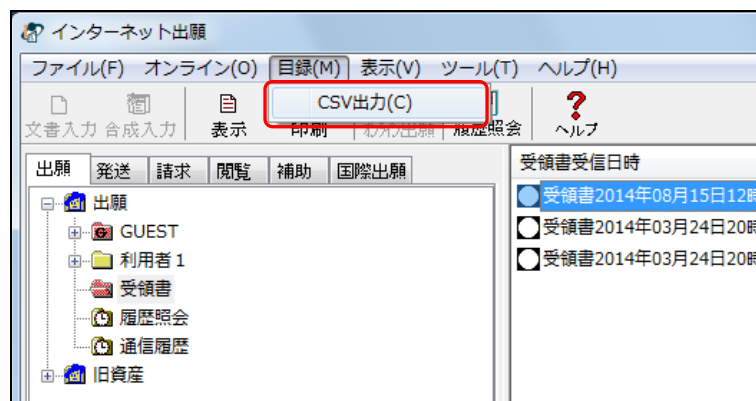 インターネット出願
ファイル(F) オンライン(O) 目録(M) 表示(V) ツール(T) ヘルプ(H)
CSV出力(C)
文書入力 合成入力 表示 印刷 履歴照会 ヘルプ
出願 発送 請求 閲覧 補助 国際出願
受領書受信日時
出願
GUEST
利用者1
受領書
履歴照会
通信履歴
旧資産
受領書2014年08月15日12時
受領書2014年03月24日20時
受領書2014年03月24日20時